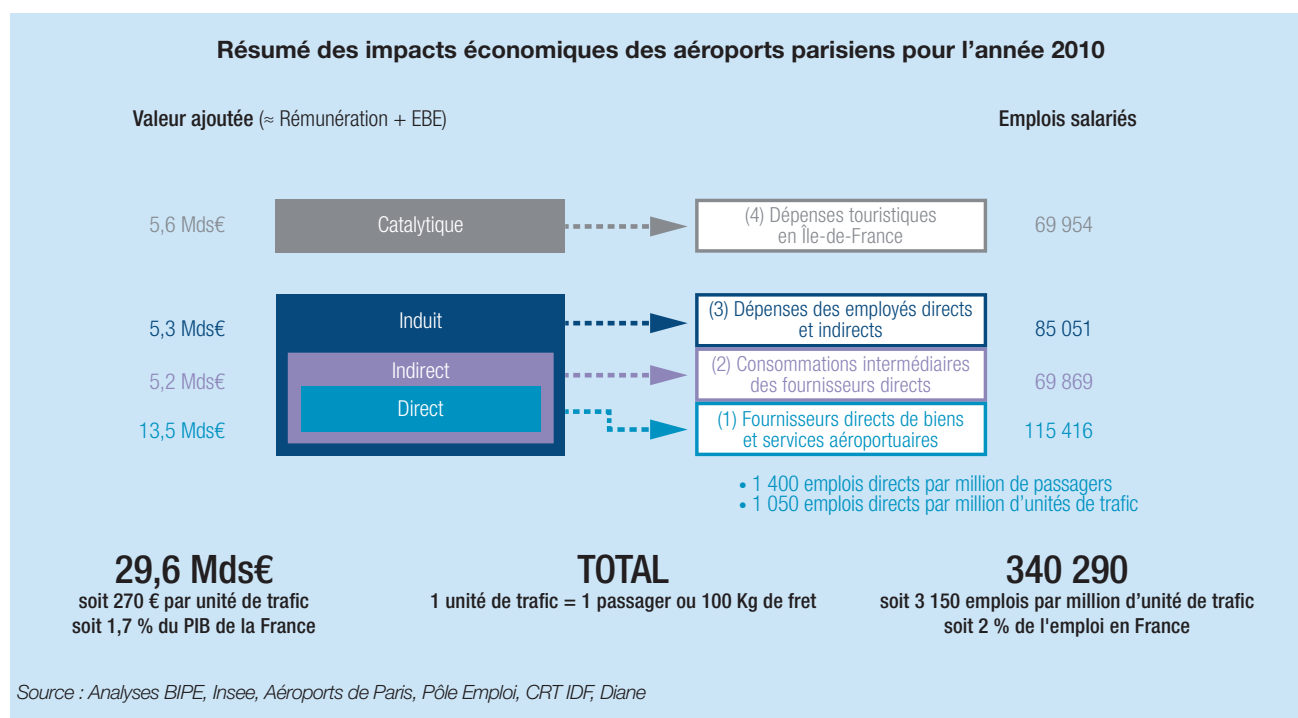 Résumé des impacts économiques des aéroports parisiens pour l'année 2010
Valeur ajoutée (≈ Rémunération + EBE)
Emplois salariés
5,6 Mds€
Catalytique
(4) Dépenses touristiques
en Île-de-France
69 954
5,3 Mds€
Induit
(3) Dépenses des employés directs
et indirects
85 051
5,2 Mds€
Indirect
(2) Consommations intermédiaires
des fournisseurs directs
69 869
13,5 Mds€
Direct
(1) Fournisseurs directs de biens
et services aéroportuaires
115 416
• 1 400 emplois directs par million de passagers
• 1 050 emplois directs par million d'unités de trafic
29,6 Mds€
soit 270 € par unité de trafic
soit 1,7 % du PIB de la France
TOTAL
1 unité de trafic = 1 passager ou 100 Kg de fret
340 290
soit 3 150 emplois par million d'unité de trafic
soit 2 % de l'emploi en France
Source : Analyses BIPE, Insee, Aéroports de Paris, Pôle Emploi, CRT IDF, Diane